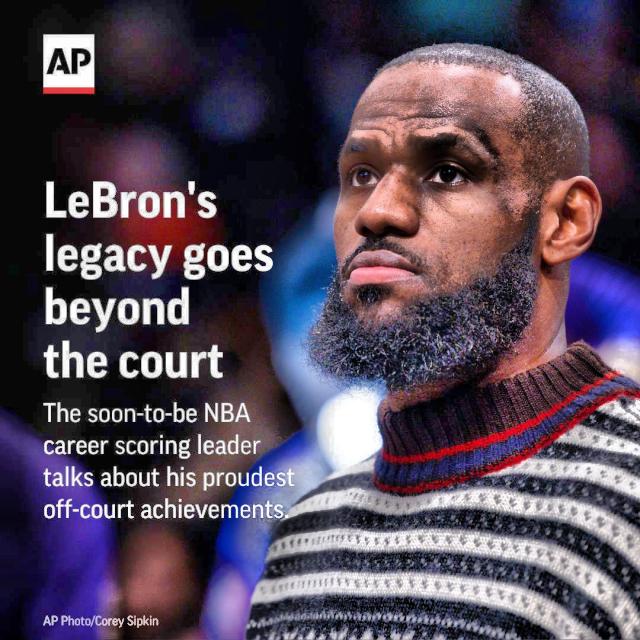 AP
LeBron's
legacy goes
beyond
the court
The soon-to-be NBA
career scoring leader
talks about his proudest
off-court achievements.
AP Photo/Corey Sipkin